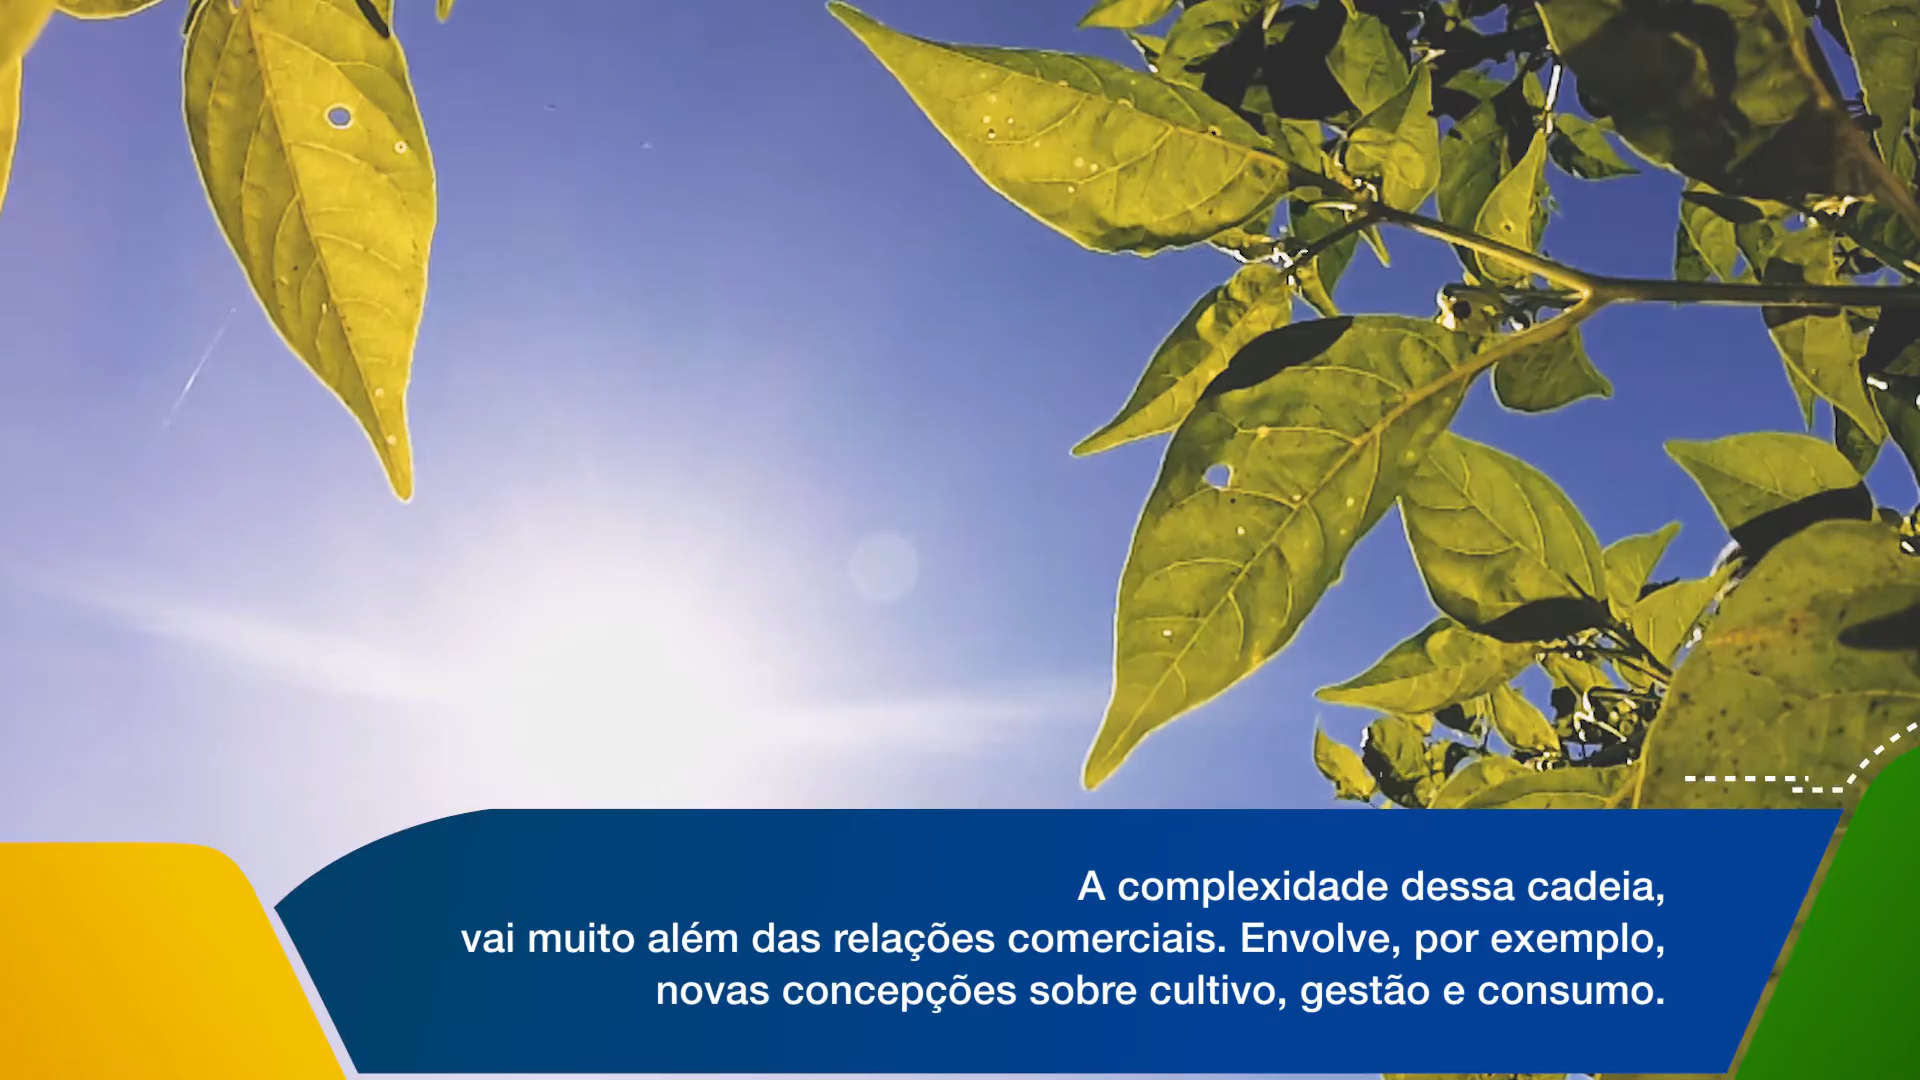 A complexidade dessa cadeia,
vai muito além das relações comerciais. Envolve, por exemplo,
novas concepções sobre cultivo, gestão e consumo.